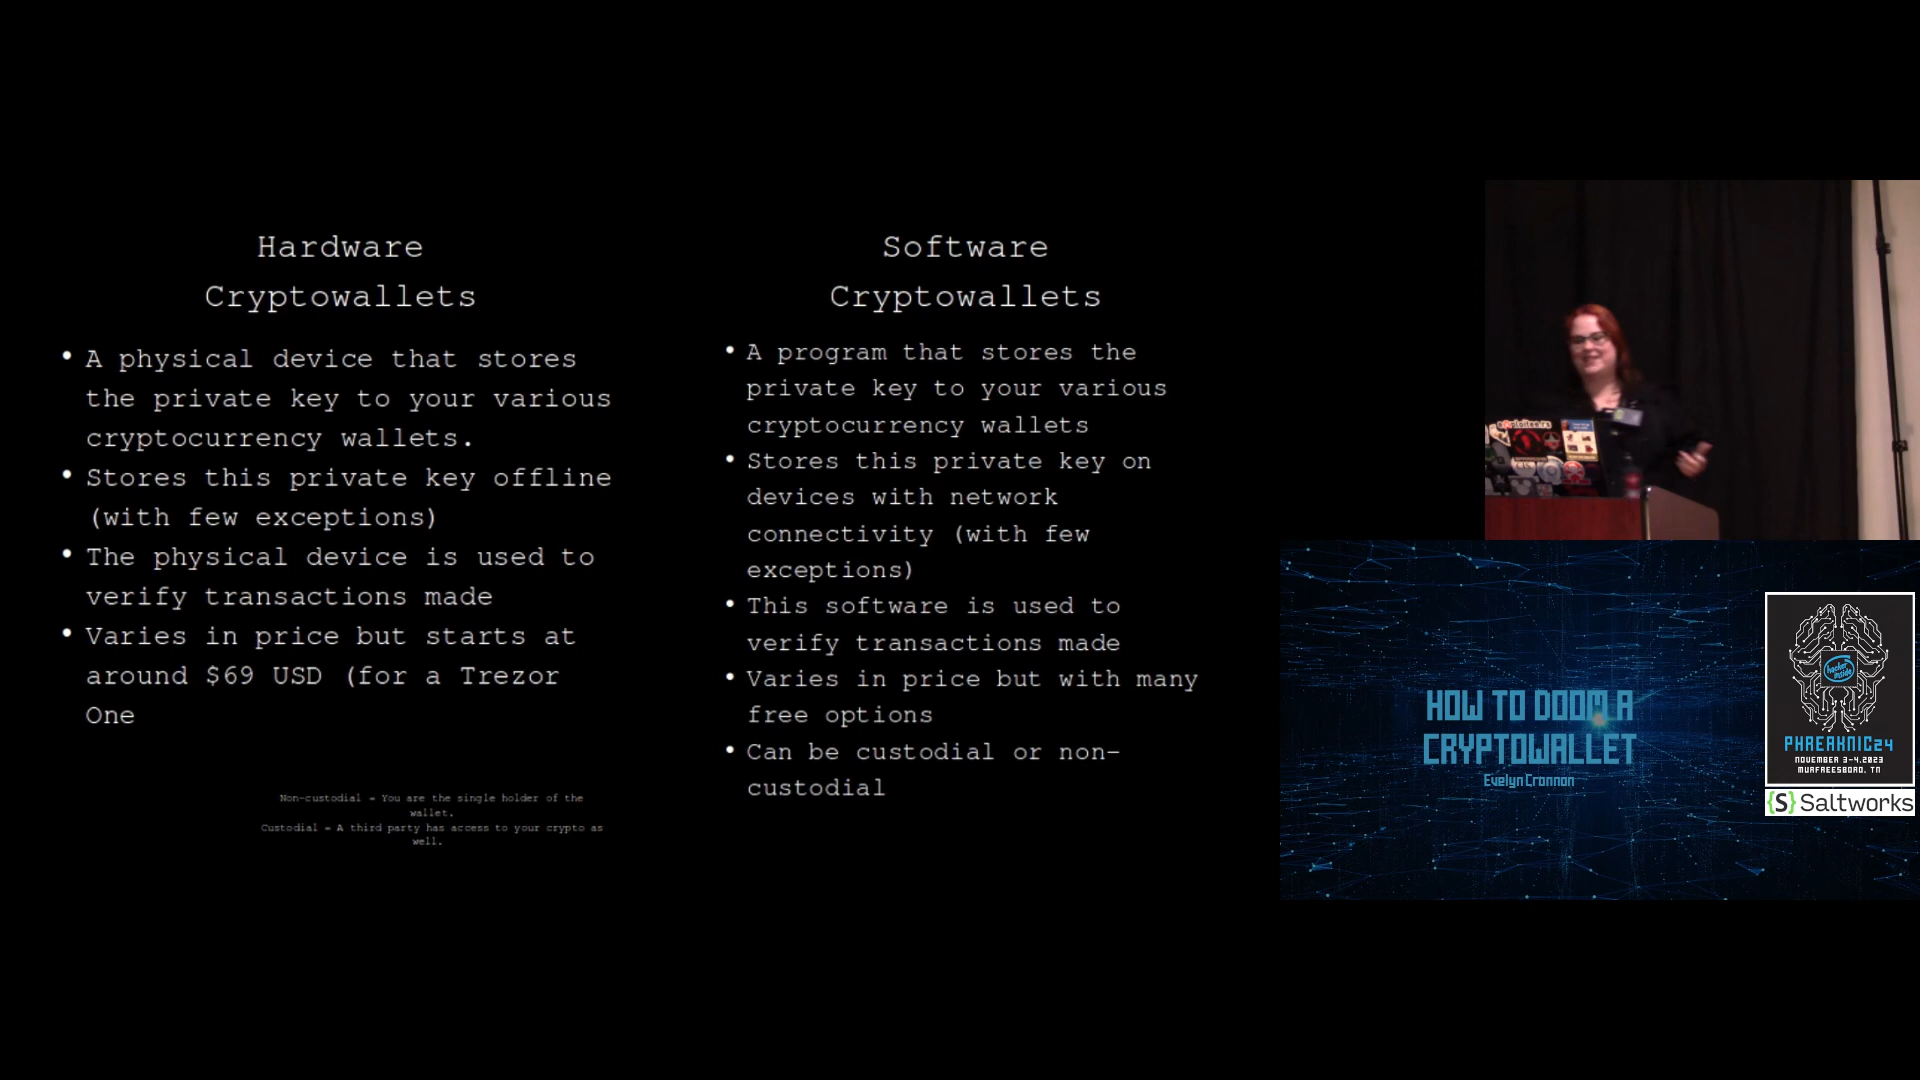 Hardware
Cryptowallets
• A physical device that stores
the private key to your various
cryptocurrency wallets.
• Stores this private key offline
(with few exceptions)
• The physical device is used to
verify transactions made
• Varies in price but starts at
around $69 USD (for a Trezor
One
Non-custodial = You are the single holder of the
wallet.
Custodial = A third party has access to your crypto as
well.
Software
Cryptowallets
• A program that stores the
private key to your various
cryptocurrency wallets
• Stores this private key on
devices with network
connectivity (with few
exceptions)
• This software is used to
verify transactions made
• Varies in price but with many
free options
• Can be custodial or non-
custodial
HOW TO DOOM A
CRYPTOWALLET
Evelyn Cronnon
hacker
inside
PHREAKNIC24
NOVEMBER 3-4.2023
MURFREESBORO, TN
{S} Saltworks